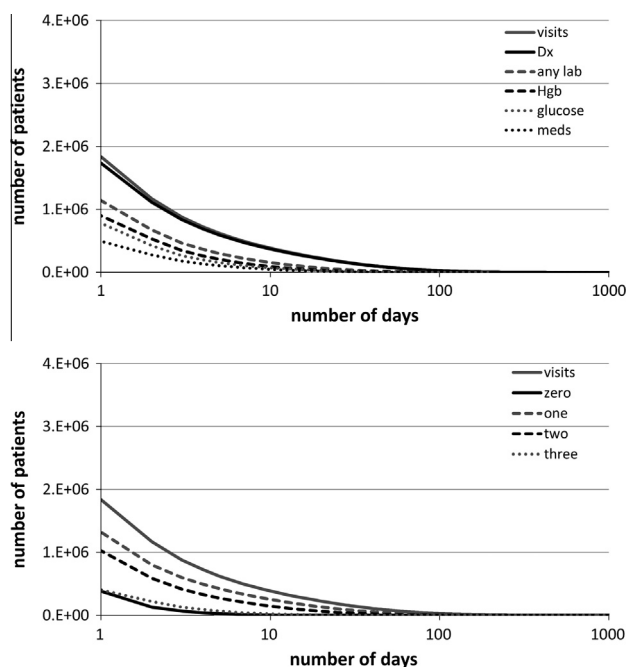 4.E+06
3.E+06
2.E+06
1.E+06
0.E+00
number of patients
visits
Dx
any lab
Hgb
glucose
meds
1
10
100
1000
number of days
4.E+06
3.E+06
2.E+06
1.E+06
0.E+00
number of patients
visits
zero
one
two
three
1
10
100
1000
number of days